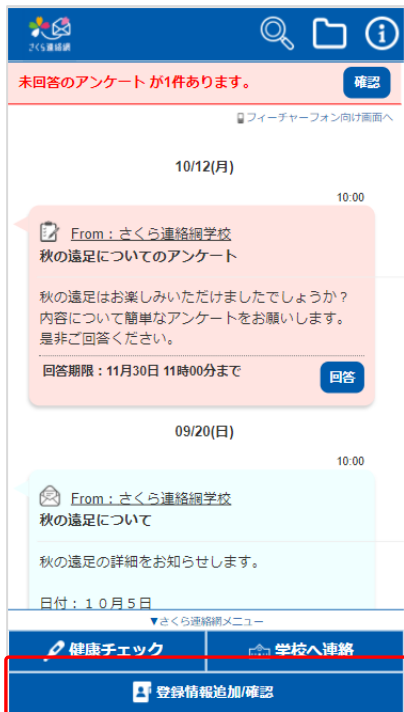 さくら連絡網
未回答のアンケート が1件あります。
確認
フィーチャーフォン向け画面へ
10/12(月)
10:00
From：さくら連絡網学校
秋の遠足についてのアンケート
秋の遠足はお楽しみいただけましたでしょうか？
内容について簡単なアンケートをお願いします。
是非ご回答ください。
回答期限：11月30日 11時00分まで
回答
09/20(日)
10:00
From：さくら連絡網学校
秋の遠足について
秋の遠足の詳細をお知らせします。
日付：１０月５日
▼さくら連絡網メニュー
健康チェック
学校へ連絡
登録情報追加/確認